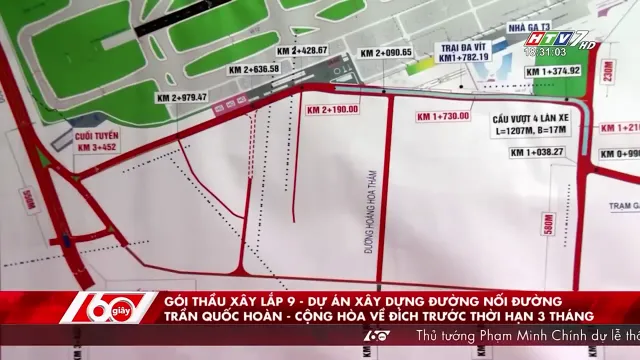 HTV7 HD
18:31:03
NHÀ GA T3
KM 2+428.67
KM 2+090.65
TRẠI ĐA VÍT
KM1+782.19
KM 2+636.58
KM 1+374.92
230M
KM 2+979.47
KM 2+190.00
KM 1+730.00
CẦU VƯỢT 4 LÀN XE
L=1207M, B=17M
CUỐI TUYẾN
KM 3+452
KM 1+038.27
ĐƯỜNG HOÀNG HOA THÁM
580M
TRẠM GA
60 giây
GÓI THẦU XÂY LẮP 9 - DỰ ÁN XÂY DỰNG ĐƯỜNG NỐI ĐƯỜNG
TRẦN QUỐC HOÀN - CỘNG HÒA VỀ ĐÍCH TRƯỚC THỜI HẠN 3 THÁNG
60 giây
Thủ tướng Phạm Minh Chính dự lễ